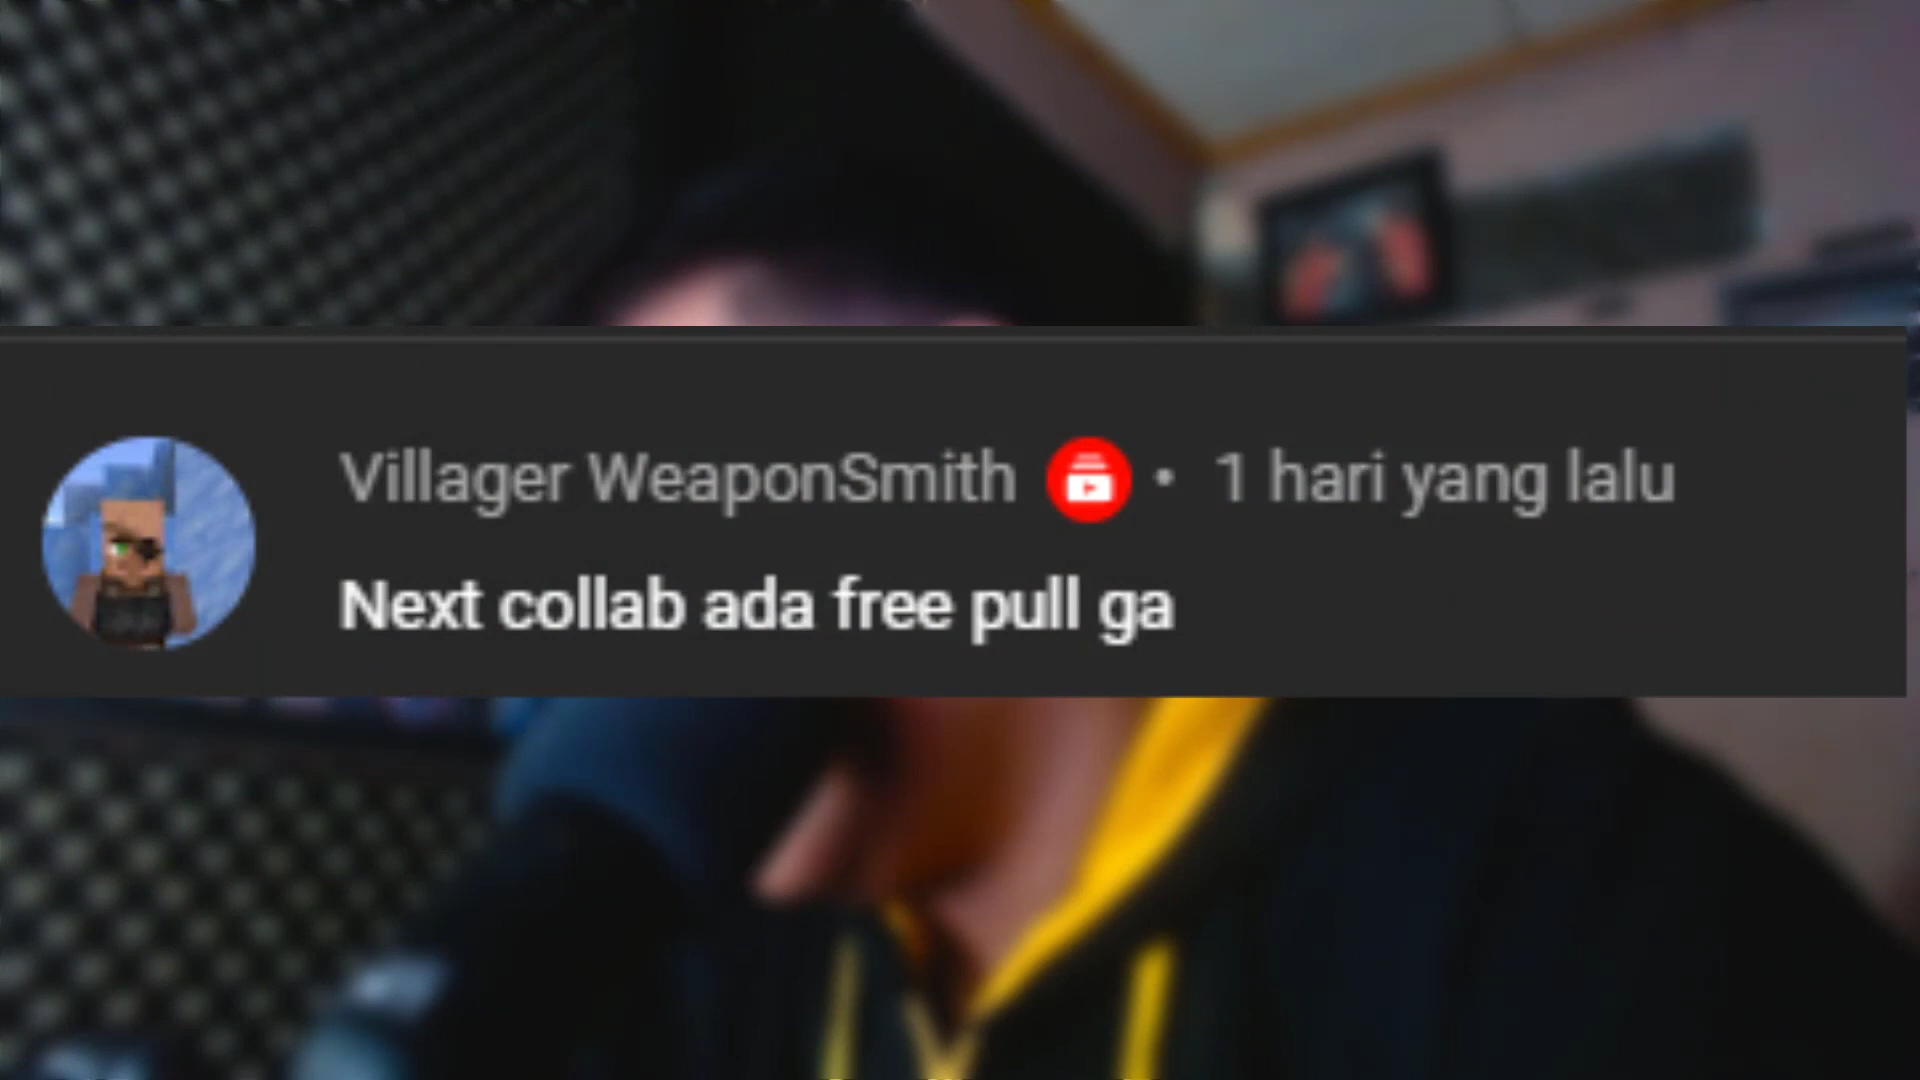 Villager WeaponSmith • 1 hari yang lalu
Next collab ada free pull ga